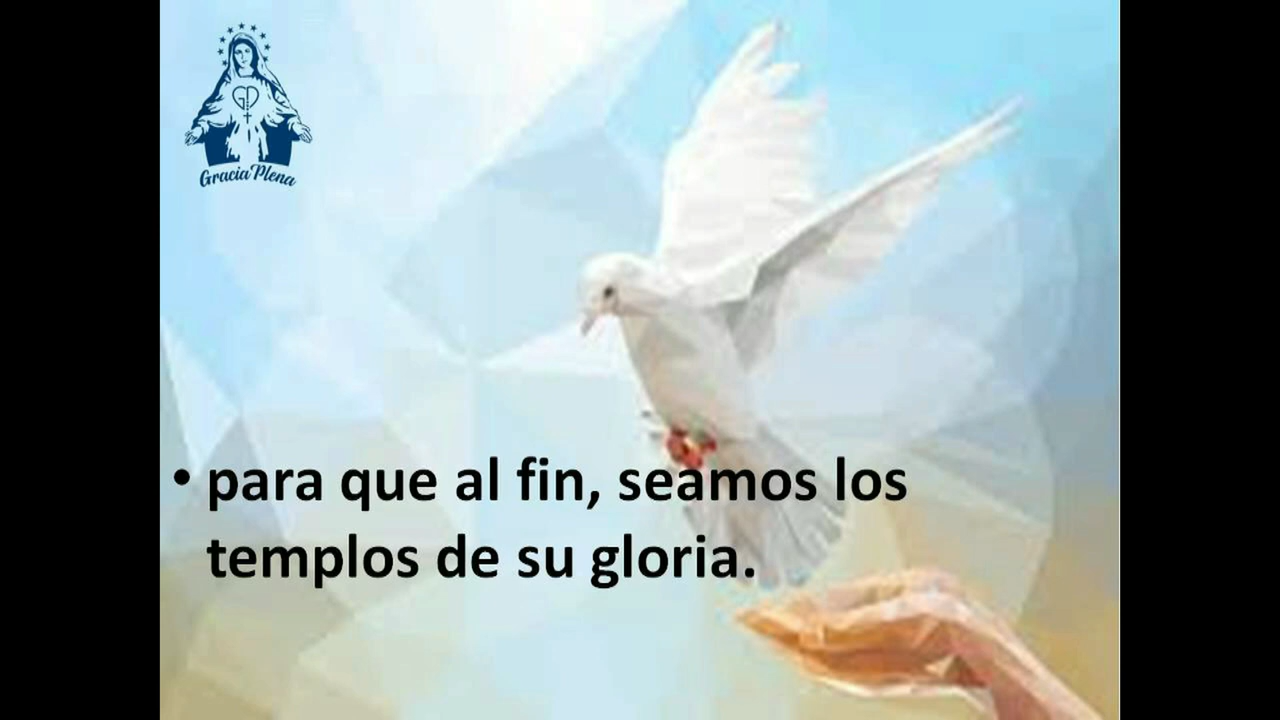 Gracia Plena
• para que al fin, seamos los
templos de su gloria.